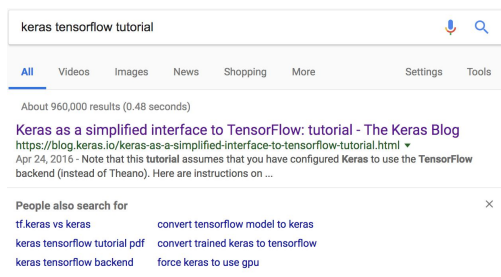 keras tensorflow tutorial
All Videos Images News Shopping More Settings Tools
About 960,000 results (0.48 seconds)
Keras as a simplified interface to TensorFlow: tutorial - The Keras Blog
https://blog.keras.io/keras-as-a-simplified-interface-to-tensorflow-tutorial.html
Apr 24, 2016 - Note that this tutorial assumes that you have configured Keras to use the TensorFlow
backend (instead of Theano). Here are instructions on ...
People also search for
tf.keras vs keras convert tensorflow model to keras
keras tensorflow tutorial pdf convert trained keras to tensorflow
keras tensorflow backend force keras to use gpu